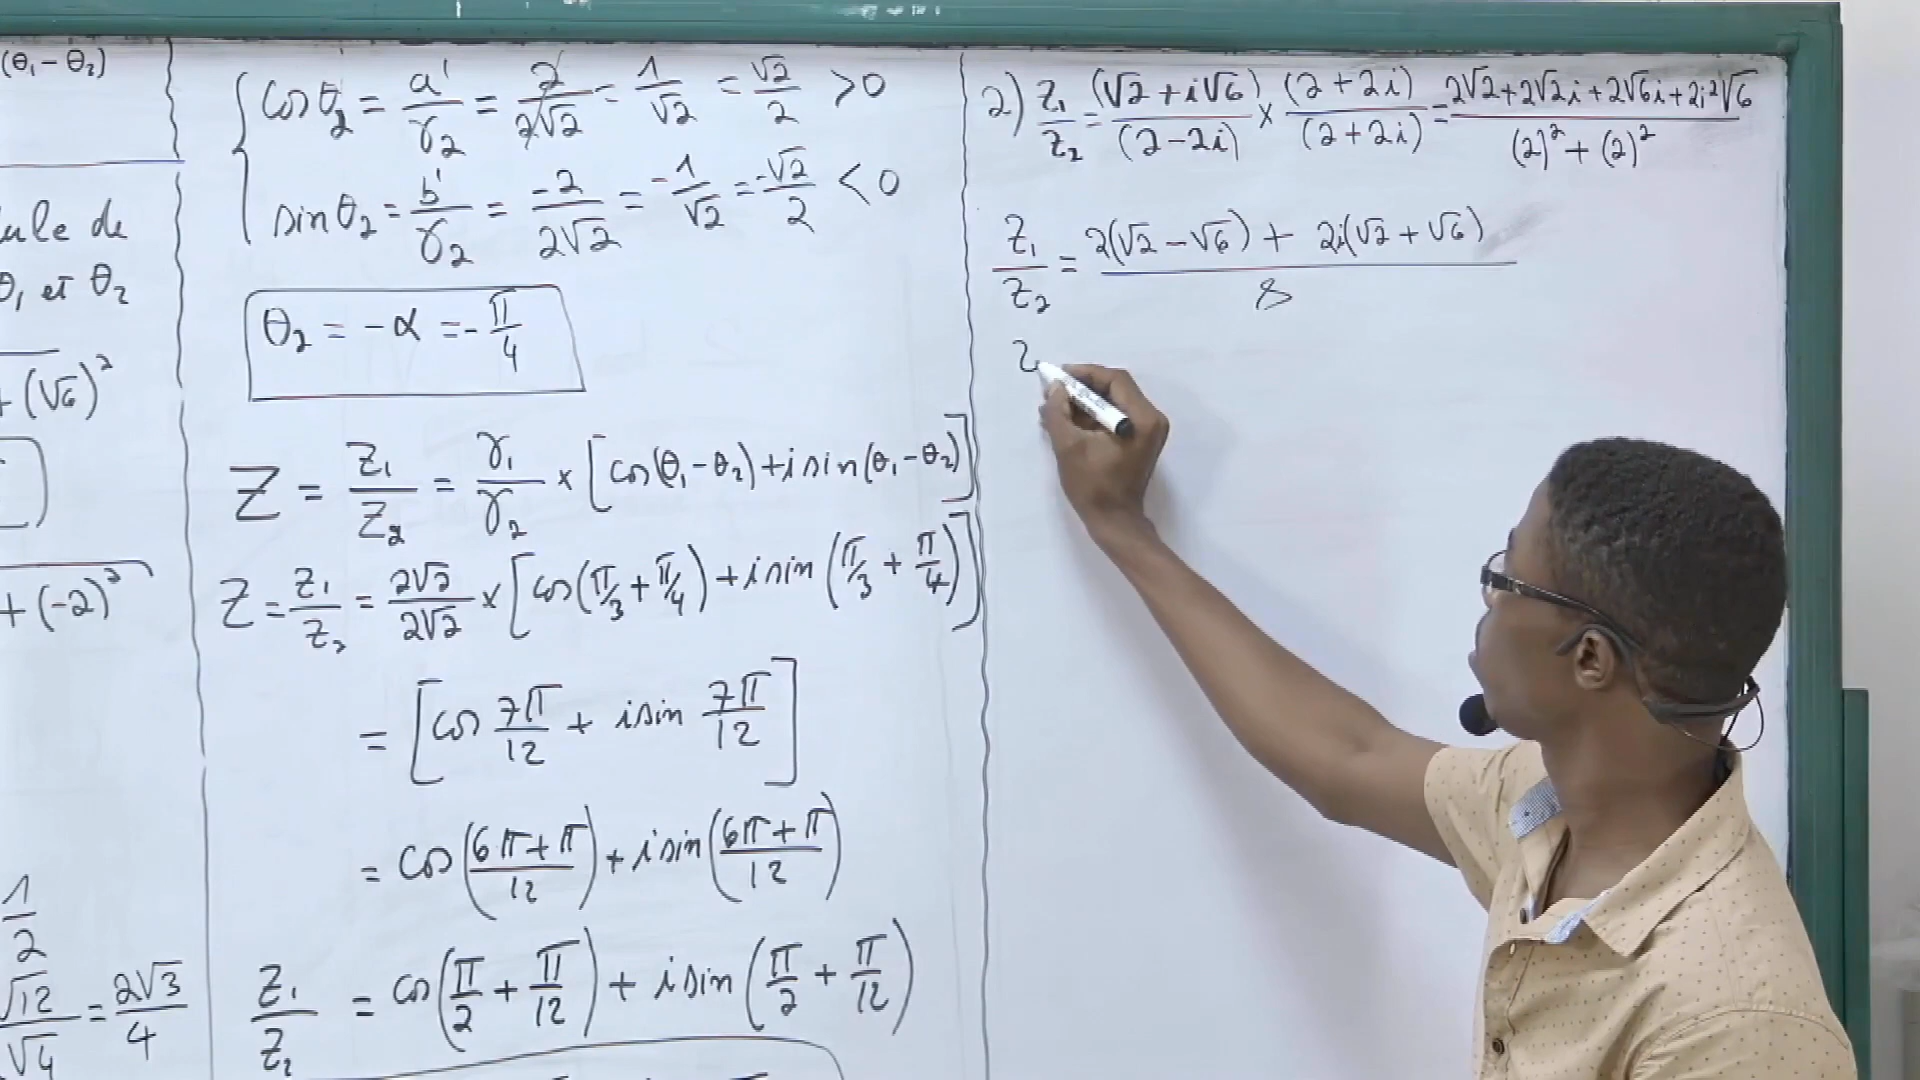 (θ₁ - θ₂)
ule de
θ₁ et θ₂
+ (√6)²
+ (-2)²
1/2
√12/√4 = 2√3/4
cosθ₂ = a'/r₂ = 2/2√2 = 1/√2 = √2/2 > 0
sinθ₂ = b'/r₂ = -2/2√2 = -1/√2 = -√2/2 < 0
θ₂ = -α = -π/4
Z = Z₁/Z₂ = r₁/r₂ × [cos(θ₁ - θ₂) + i sin(θ₁ - θ₂)]
Z = Z₁/Z₂ = 2√2/2√2 × [cos(π/3 + π/4) + i sin(π/3 + π/4)]
= [cos 7π/12 + i sin 7π/12]
= cos(6π+π/12) + i sin(6π+π/12)
Z₁/Z₂ = cos(π/2 + π/12) + i sin(π/2 + π/12)
2) Z₁/Z₂ = (√2 + i√6)/(2 - 2i) × (2 + 2i)/(2 + 2i) = 2√2 + 2√2i + 2√6i + 2i²√6/(2)² + (2)²
Z₁/Z₂ = 2(√2 - √6) + 2i(√2 + √6)/8